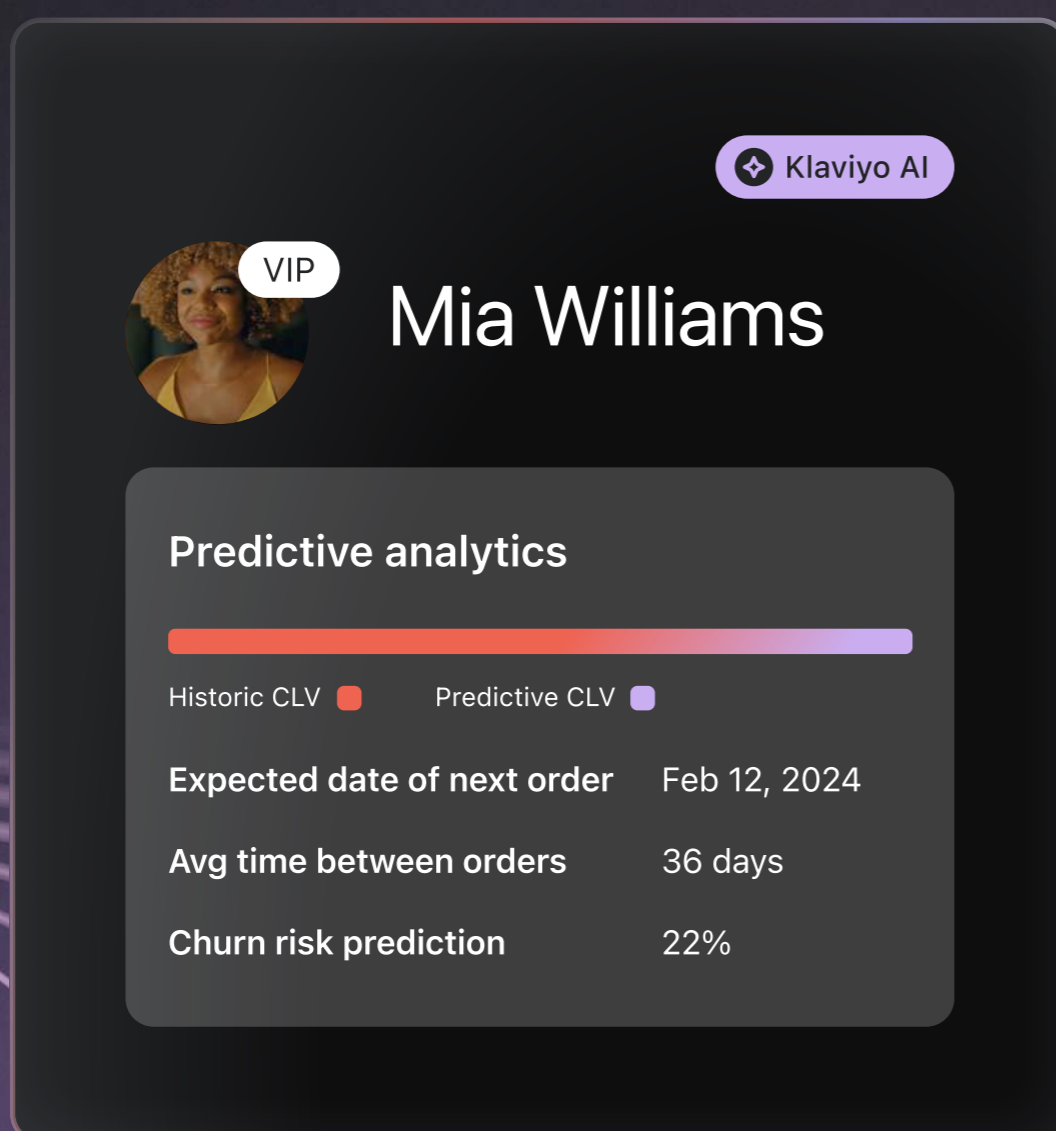 Klaviyo AI
VIP
Mia Williams
Predictive analytics
Historic CLV
Predictive CLV
Expected date of next order Feb 12, 2024
Avg time between orders 36 days
Churn risk prediction 22%